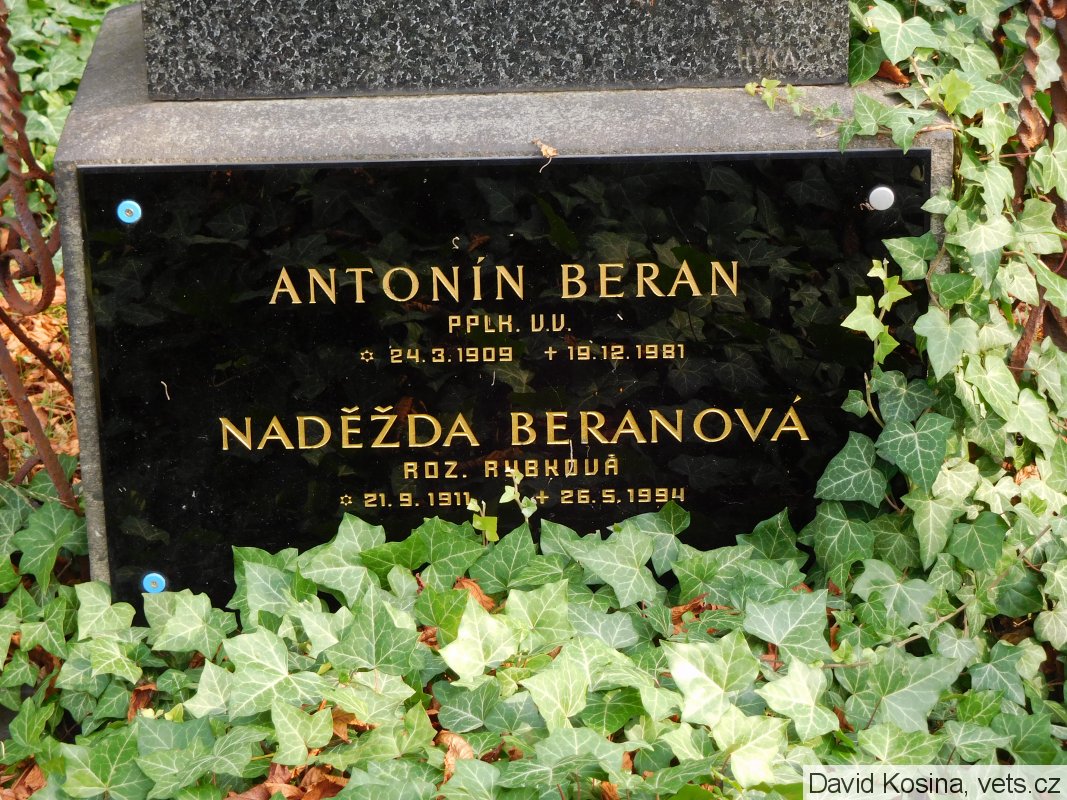 HYKA
ANTONÍN BERAN
PPLK. V.V.
✡ 24.3.1909 + 19.12.1981
NADĚŽDA BERANOVÁ
ROZ. RYBKOVÁ
✡ 21.9.1911 + 26.5.1994
David Kosina, vets.cz